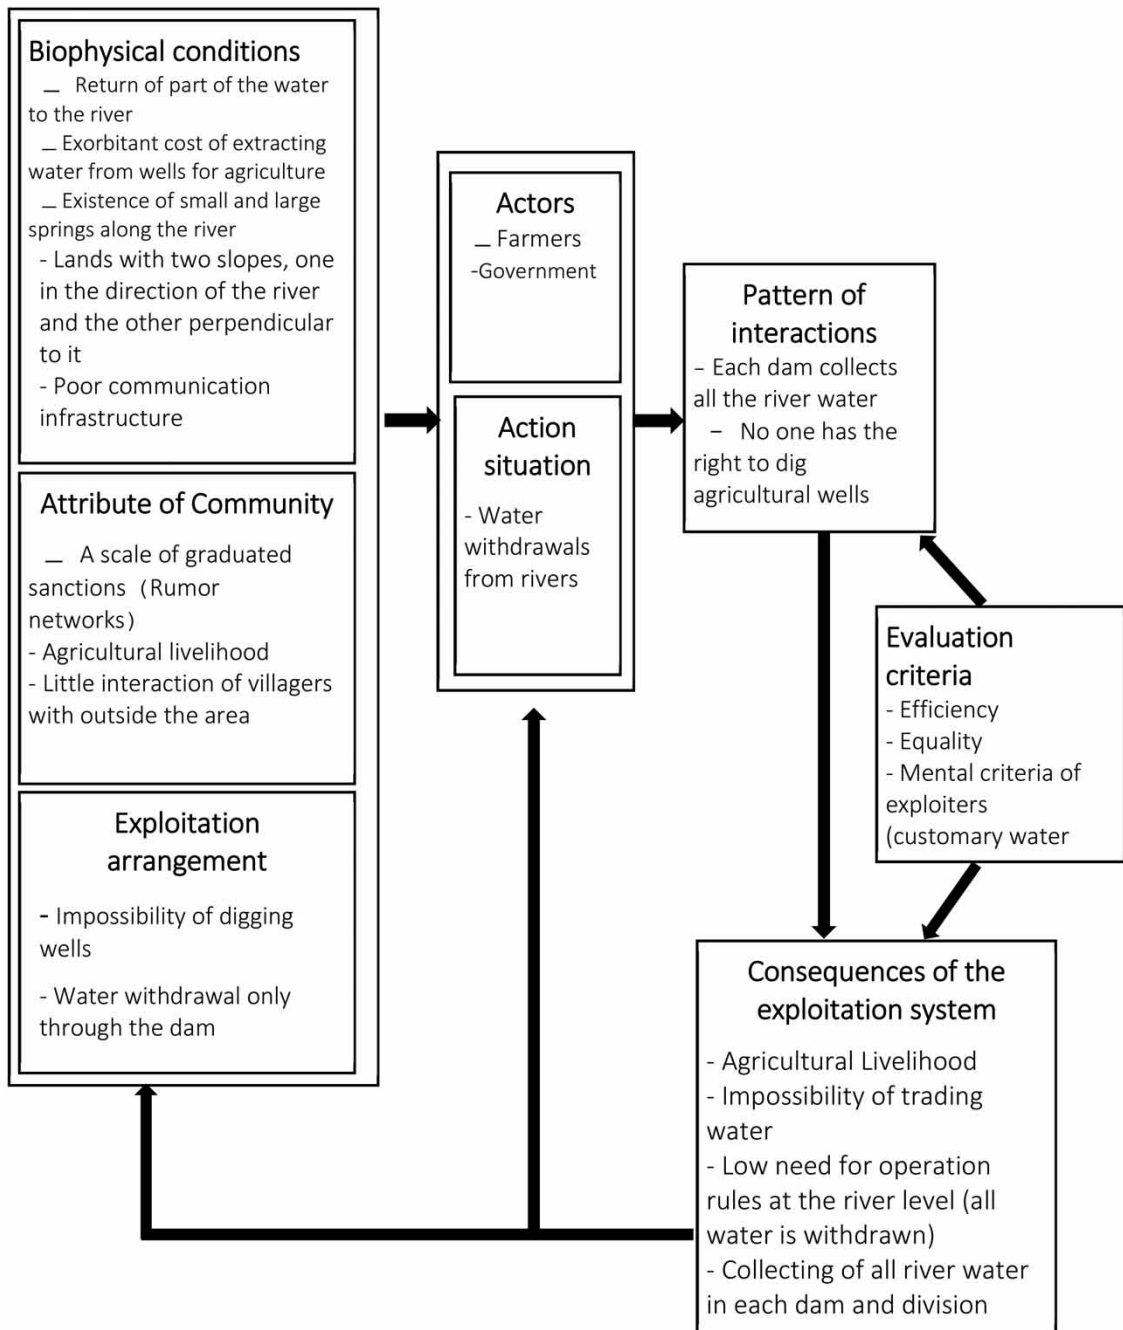 Biophysical conditions
_ Return of part of the water
to the river
_ Exorbitant cost of extracting
water from wells for agriculture
_ Existence of small and large
springs along the river
- Lands with two slopes, one
in the direction of the river
and the other perpendicular
to it
- Poor communication
infrastructure
Attribute of Community
_ A scale of graduated
sanctions (Rumor
networks)
- Agricultural livelihood
- Little interaction of villagers
with outside the area
Exploitation
arrangement
- Impossibility of digging
wells
- Water withdrawal only
through the dam
Actors
_ Farmers
-Government
Action
situation
- Water
withdrawals
from rivers
Pattern of
interactions
- Each dam collects
all the river water
- No one has the
right to dig
agricultural wells
Evaluation
criteria
- Efficiency
- Equality
- Mental criteria of
exploiters
(customary water
Consequences of the
exploitation system
- Agricultural Livelihood
- Impossibility of trading
water
- Low need for operation
rules at the river level (all
water is withdrawn)
- Collecting of all river water
in each dam and division